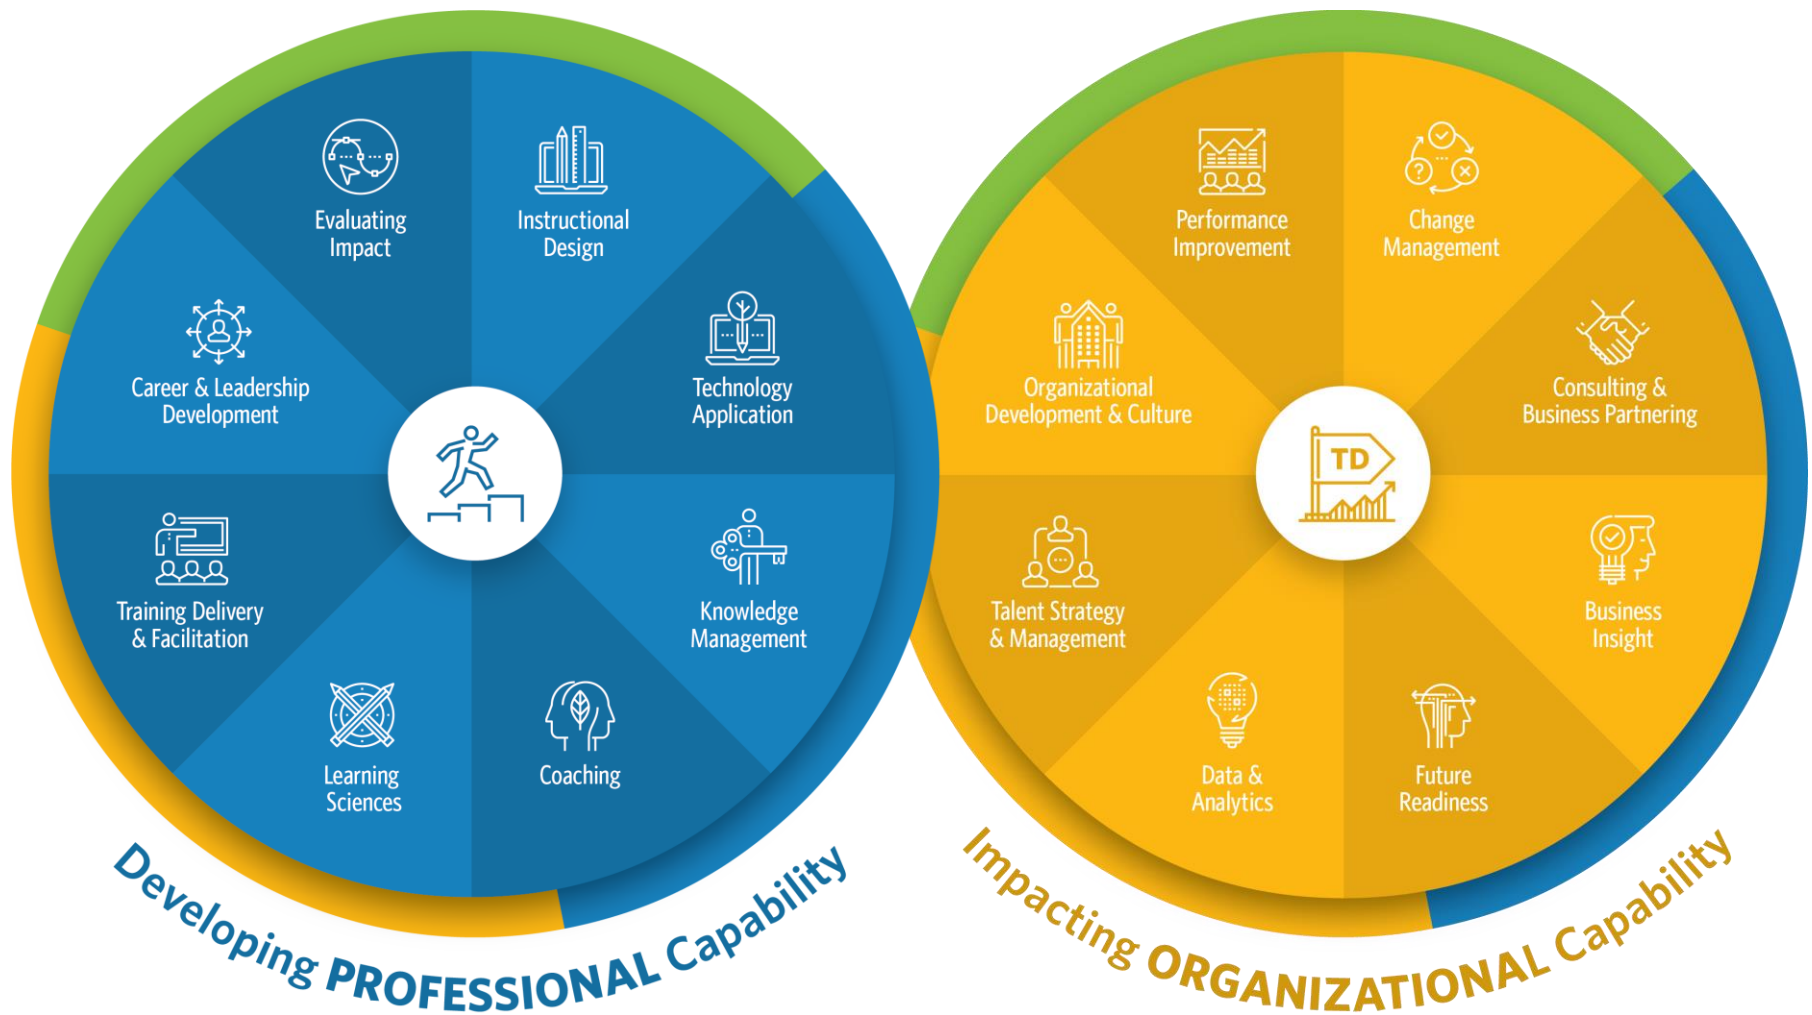 Evaluating
Impact
Instructional
Design
Technology
Application
Knowledge
Management
Coaching
Learning
Sciences
Training Delivery
& Facilitation
Career & Leadership
Development
Developing PROFESSIONAL Capability
Performance
Improvement
Change
Management
Consulting &
Business Partnering
Business
Insight
Future
Readiness
Data &
Analytics
Talent Strategy
& Management
Organizational
Development & Culture
TD
Impacting ORGANIZATIONAL Capability